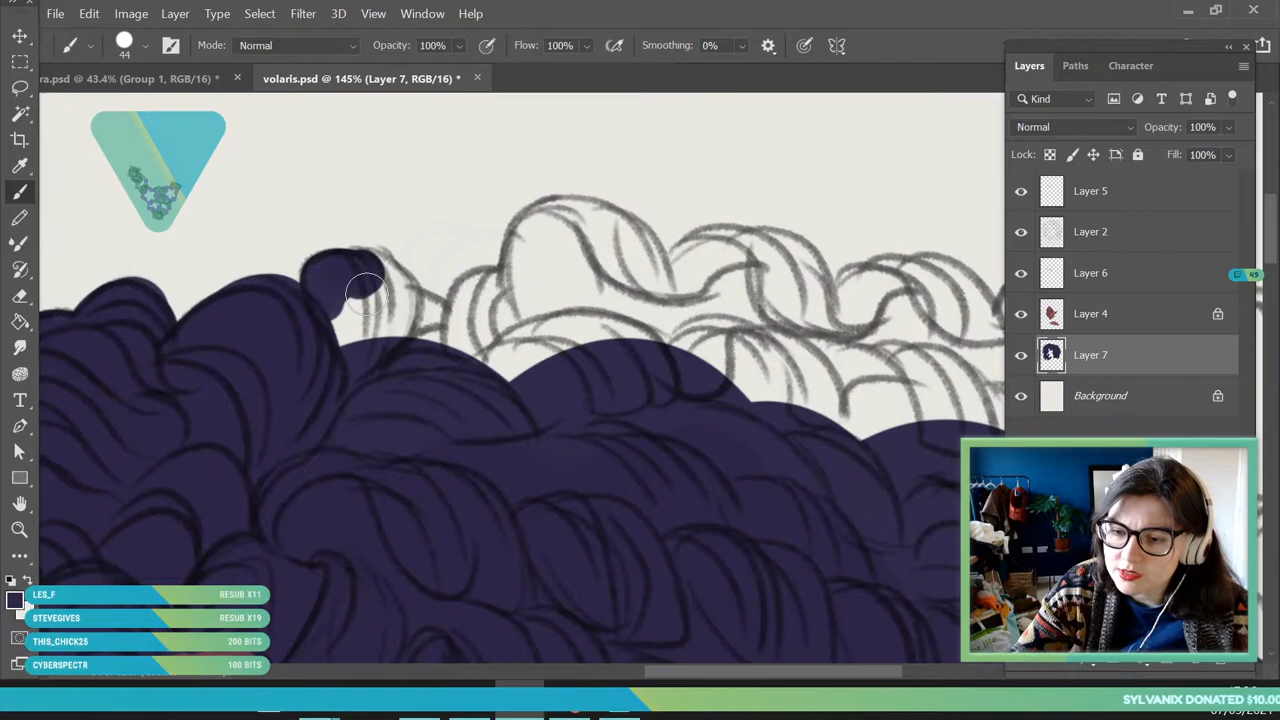 File Edit Image Layer Type Select Filter 3D View Window Help
44 Mode: Normal Opacity: 100% Flow: 100% Smoothing: 0%
ra.psd @ 43.4% (Group 1, RGB/16) * volaris.psd @ 145% (Layer 7, RGB/16) *
Layers Paths Character
Kind
Normal Opacity: 100%
Lock: Fill: 100%
Layer 5
Layer 2
Layer 6
49
Layer 4
Layer 7
Background
LES_F RESUB X11
STEVEGIVES RESUB X19
THIS_CHICK25 200 BITS
CYBERSPECTR 100 BITS
SYLVANIX DONATED $10.00